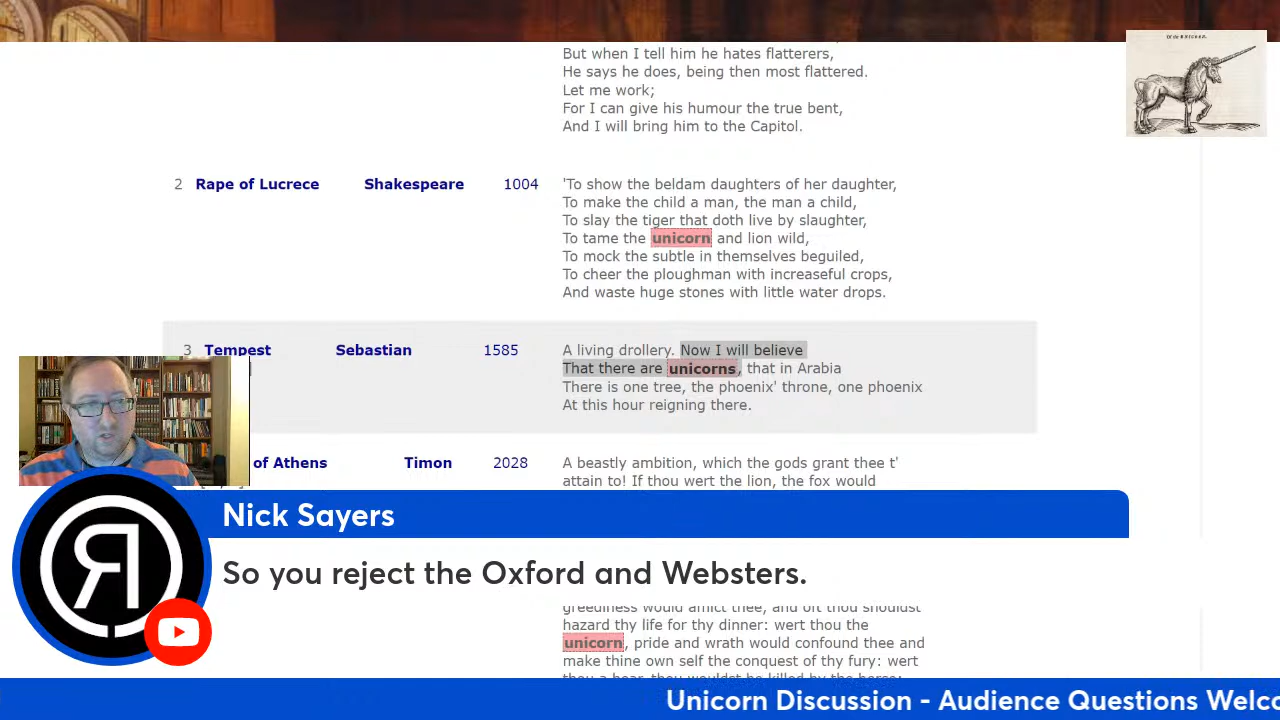 But when I tell him he hates flatterers,
He says he does, being then most flattered.
Let me work;
For I can give his humour the true bent,
And I will bring him to the Capitol.
2 Rape of Lucrece Shakespeare 1004 'To show the beldam daughters of her daughter,
To make the child a man, the man a child,
To slay the tiger that doth live by slaughter,
To tame the unicorn and lion wild,
To mock the subtle in themselves beguiled,
To cheer the ploughman with increaseful crops,
And waste huge stones with little water drops.
3 Tempest Sebastian 1585 A living drollery. Now I will believe
That there are unicorns, that in Arabia
There is one tree, the phoenix' throne, one phoenix
At this hour reigning there.
of Athens Timon 2028 A beastly ambition, which the gods grant thee t'
attain to! If thou wert the lion, the fox would
Nick Sayers
So you reject the Oxford and Websters.
greediness would afflict thee, and oft thou shouldst
hazard thy life for thy dinner: wert thou the
unicorn, pride and wrath would confound thee and
make thine own self the conquest of thy fury: wert
thou a bear, thou wouldst be killed by the horse:
Unicorn Discussion - Audience Questions Welco